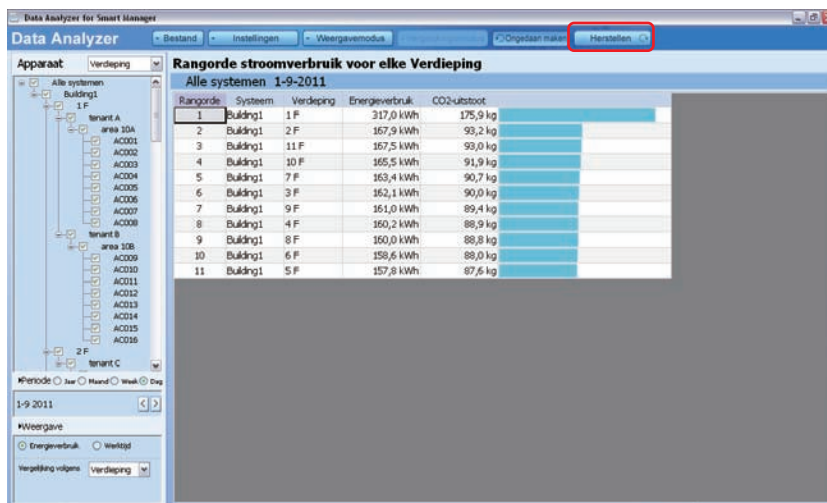 Data Analyzer for Smart Manager
Data Analyzer
Bestand
Instellingen
Weergavemodus
Ongedaan maken
Herstellen
Apparaat Verdieping
Rangorde stroomverbruik voor elke Verdieping
Alle systemen 1-9-2011
Rangorde Systeem Verdieping Energieverbruik CO2-uitstoot
1 Building1 1 F 317,0 kWh 175,9 kg
2 Building1 2 F 167,9 kWh 93,2 kg
3 Building1 11 F 167,5 kWh 93,0 kg
4 Building1 10 F 165,5 kWh 91,9 kg
5 Building1 7 F 163,4 kWh 90,7 kg
6 Building1 3 F 162,1 kWh 90,0 kg
7 Building1 9 F 161,0 kWh 89,4 kg
8 Building1 4 F 160,2 kWh 88,9 kg
9 Building1 8 F 160,0 kWh 88,8 kg
10 Building1 6 F 158,6 kWh 88,0 kg
11 Building1 5 F 157,8 kWh 87,6 kg
Alle systemen
Building1
1 F
tenant A
area 10A
AC001
AC002
AC003
AC004
AC005
AC006
AC007
AC008
tenant B
area 10B
AC009
AC010
AC011
AC012
AC013
AC014
AC015
AC016
2 F
tenant C
Periode Jaar Maand Week Dag
1-9 2011
Weergave
Energieverbruik Werktijd
Vergelijking volgens Verdieping